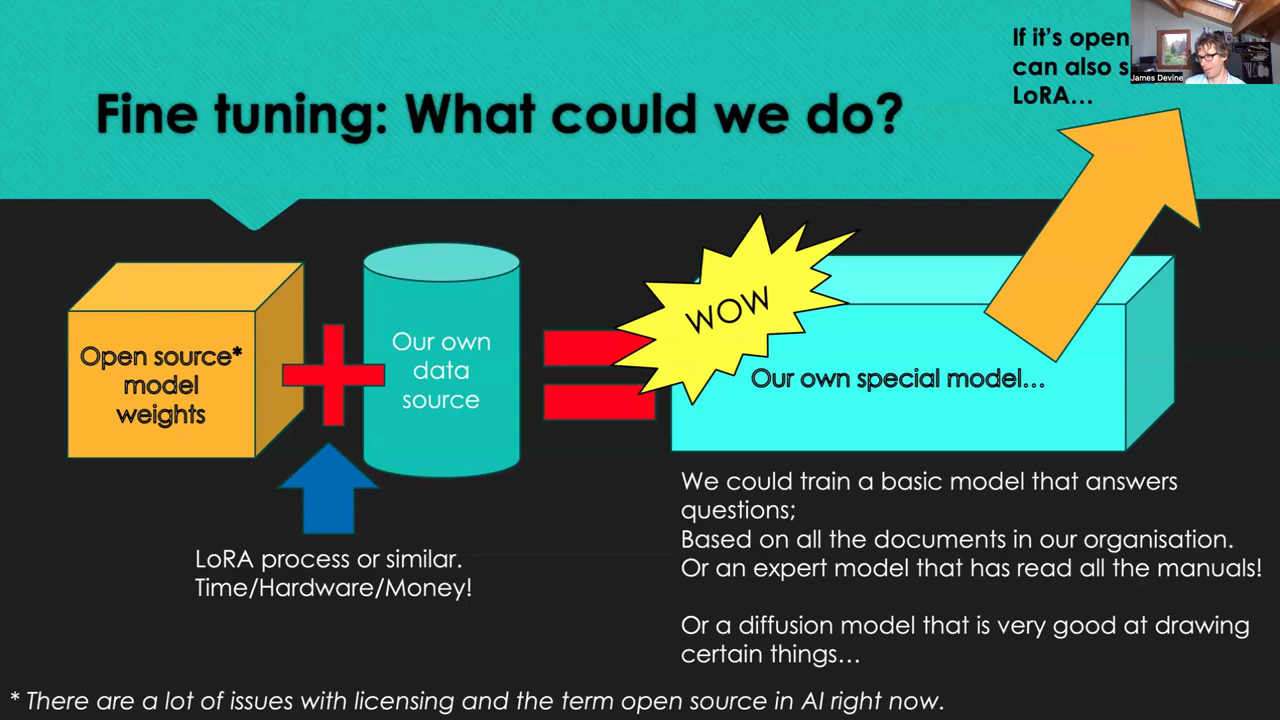 If it's open
can also s
LoRA...
James Devine
Fine tuning: What could we do?
Open source*
model
weights
Our own
data
source
WOW
Our own special model...
LoRA process or similar.
Time/Hardware/Money!
We could train a basic model that answers
questions;
Based on all the documents in our organisation.
Or an expert model that has read all the manuals!
Or a diffusion model that is very good at drawing
certain things...
* There are a lot of issues with licensing and the term open source in AI right now.